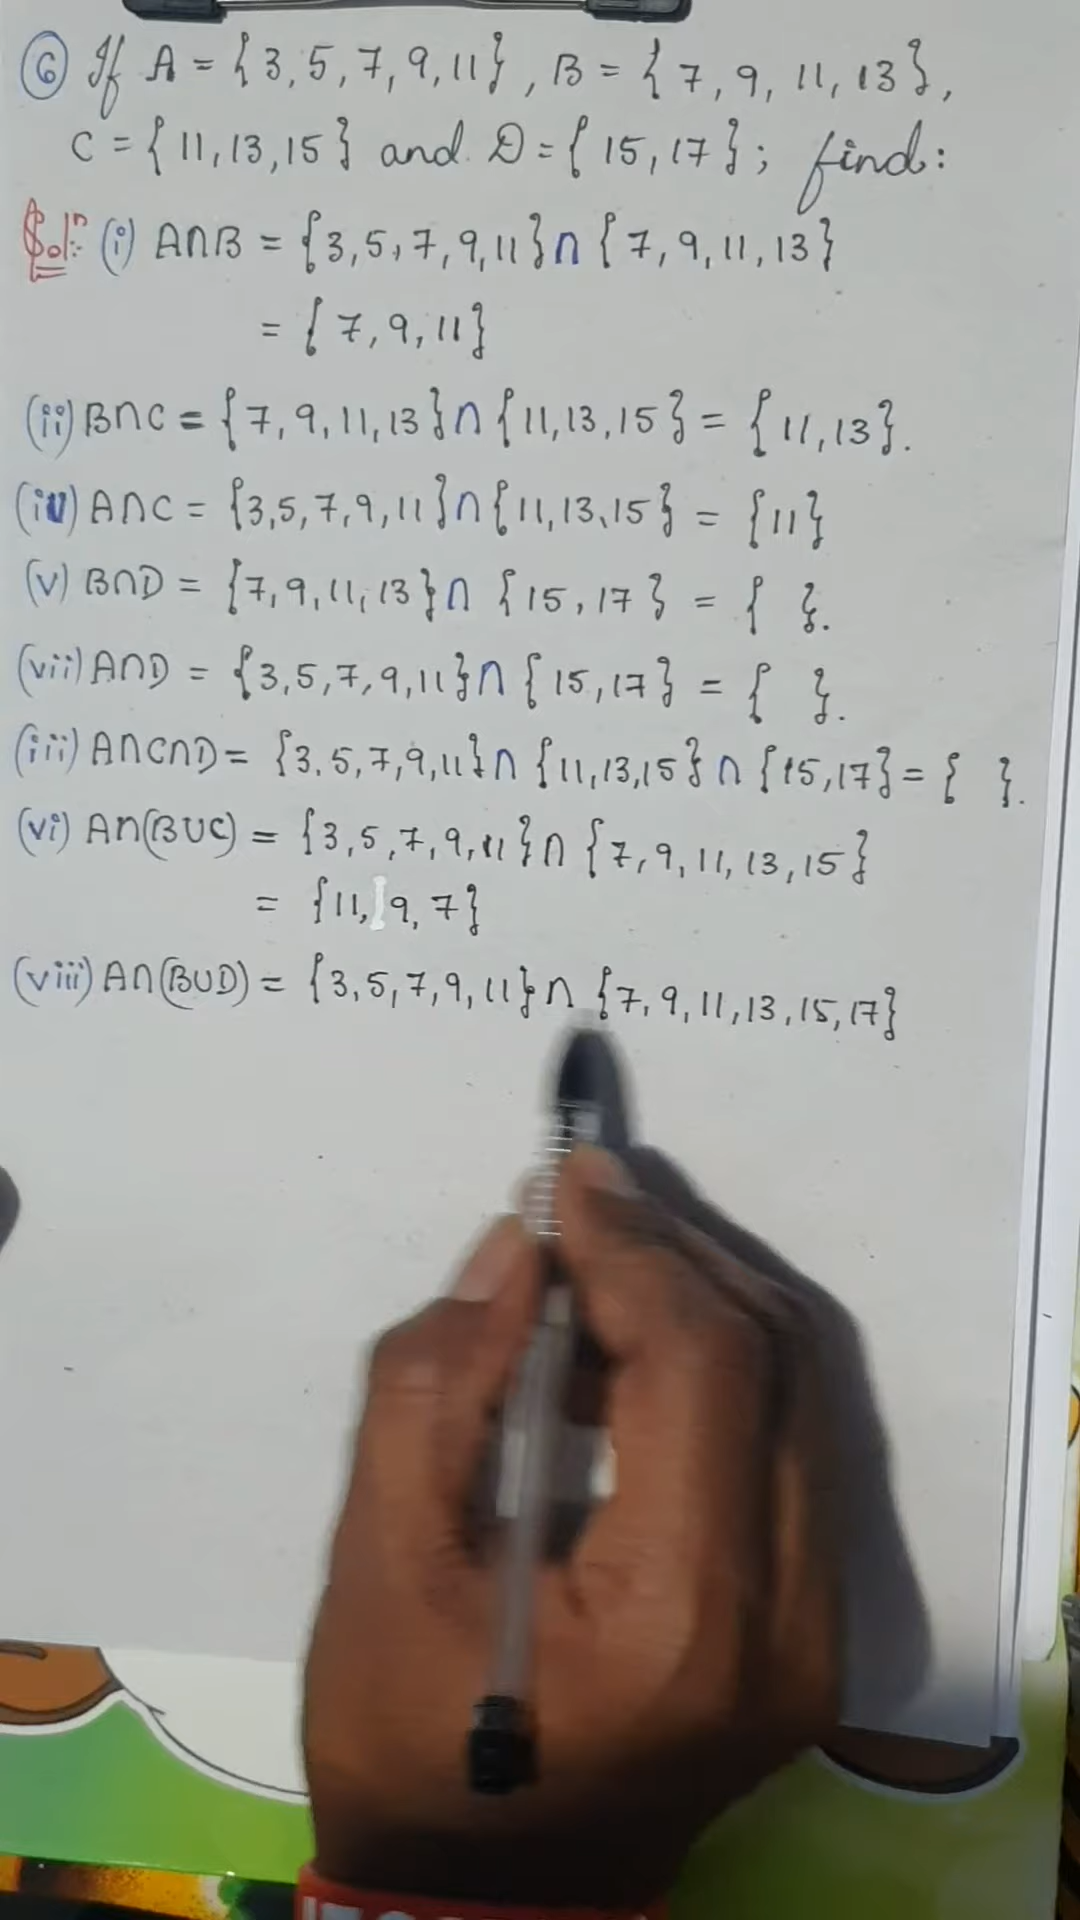 6 If A = {3, 5, 7, 9, 11}, B = {7, 9, 11, 13},
C = {11, 13, 15} and D = {15, 17}; find:
Solⁿ:- (i) A∩B = {3, 5, 7, 9, 11} ∩ {7, 9, 11, 13}
= {7, 9, 11}
(ii) B∩C = {7, 9, 11, 13} ∩ {11, 13, 15} = {11, 13}.
(iv) A∩C = {3, 5, 7, 9, 11} ∩ {11, 13, 15} = {11}
(v) B∩D = {7, 9, 11, 13} ∩ {15, 17} = { }.
(vii) A∩D = {3, 5, 7, 9, 11} ∩ {15, 17} = { }.
(iii) A∩C∩D = {3, 5, 7, 9, 11} ∩ {11, 13, 15} ∩ {15, 17} = { }.
(vi) A∩(B∪C) = {3, 5, 7, 9, 11} ∩ {7, 9, 11, 13, 15}
= {11, 9, 7}
(viii) A∩(B∪D) = {3, 5, 7, 9, 11} ∩ {7, 9, 11, 13, 15, 17}